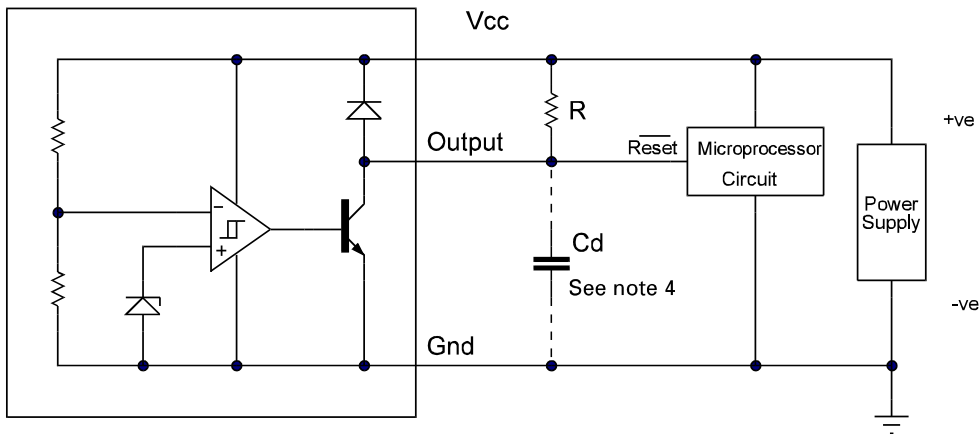 Vcc
R
+ve
Output
Reset
Microprocessor
Circuit
Power
Supply
−
+
Cd
See note 4
-ve
Gnd